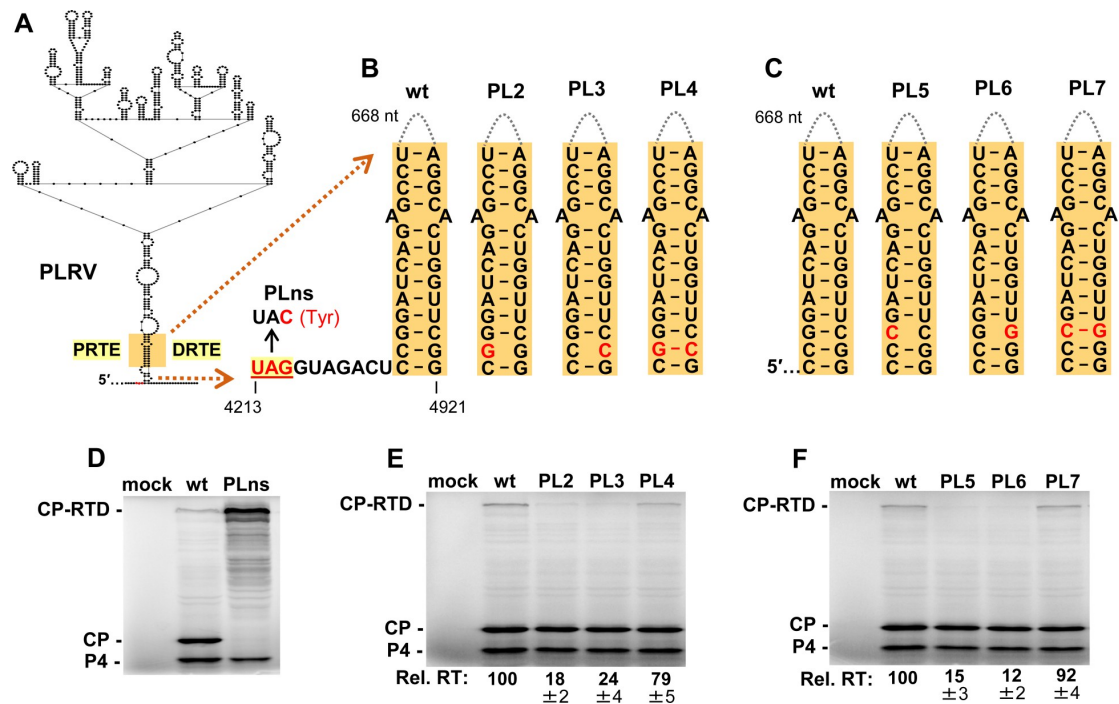 A
B
wt PL2 PL3 PL4
668 nt
U – A U – A U – A U – A
C – G C – G C – G C – G
C – G C – G C – G C – G
G – C G – C G – C G – C
A A A A A A A A
G – C G – C G – C G – C
A – U A – U A – U A – U
C – G C – G C – G C – G
U – G U – G U – G U – G
A – U A – U A – U A – U
G – U G – U G – U G – U
G – C G – C G – C G – C
C – G G G C C G – C
C – G C – G C – G C – G
C
wt PL5 PL6 PL7
668 nt
U – A U – A U – A U – A
C – G C – G C – G C – G
C – G C – G C – G C – G
G – C G – C G – C G – C
A A A A A A A A
G – C G – C G – C G – C
A – U A – U A – U A – U
C – G C – G C – G C – G
U – G U – G U – G U – G
A – U A – U A – U A – U
G – U G – U G – U G – U
G – C C C G G C – G
C – G C – G C – G C – G
5′... C – G C – G C – G C – G
PLRV
PRTE DRTE
5′...
PLns
UAC (Tyr)
UAGGUAGACU
4213 4921
D
mock wt PLns
CP-RTD -
CP -
P4 -
E
mock wt PL2 PL3 PL4
CP-RTD -
CP -
P4 -
Rel. RT: 100 18 24 79
±2 ±4 ±5
F
mock wt PL5 PL6 PL7
CP-RTD -
CP -
P4 -
Rel. RT: 100 15 12 92
±3 ±2 ±4